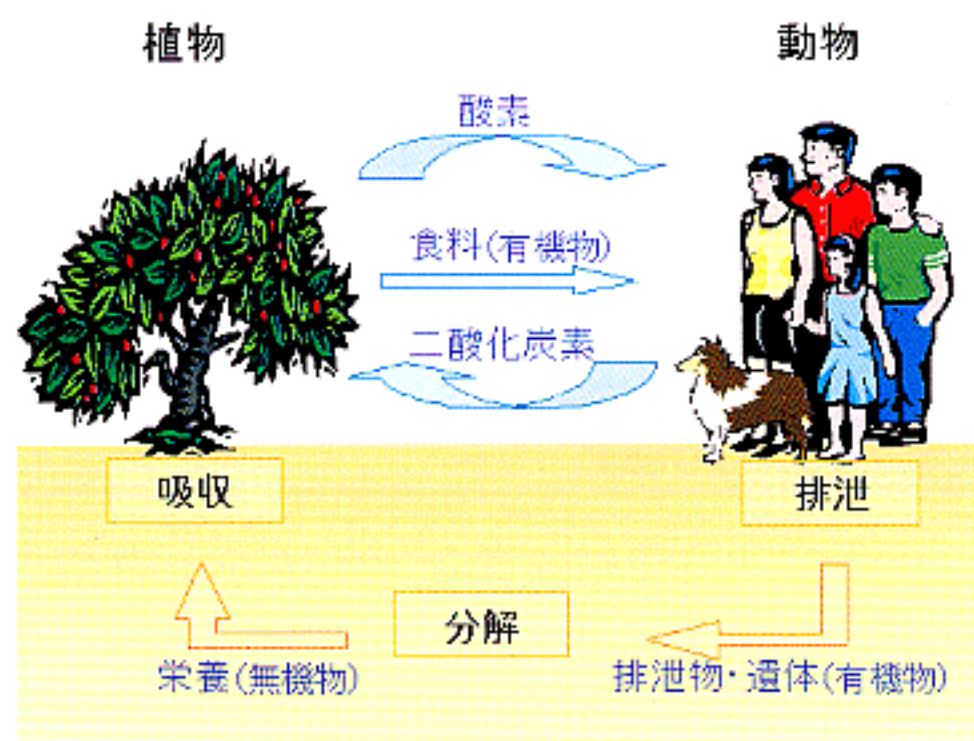 植物
動物
酸素
食料(有機物)
二酸化炭素
吸収
排泄
分解
栄養(無機物)
排泄物・遺体(有機物)